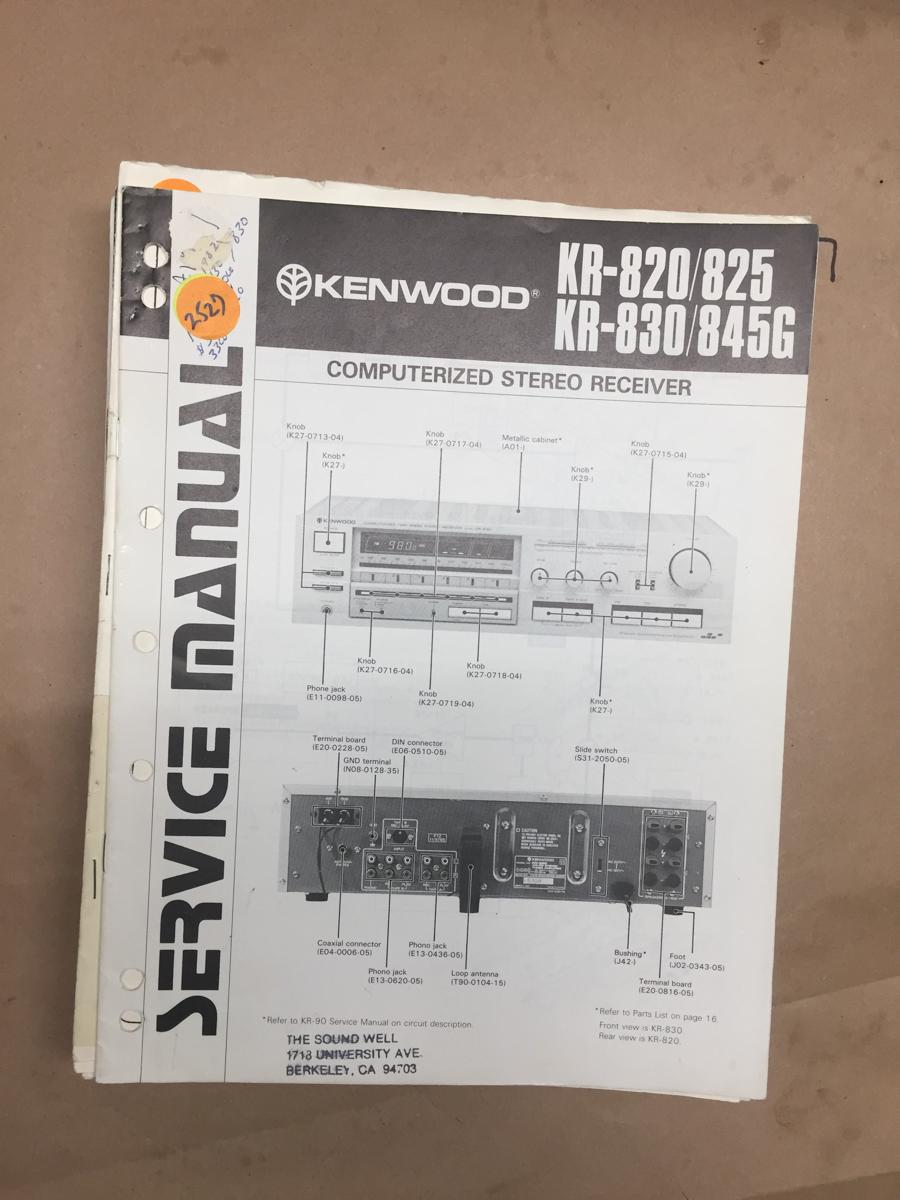 KENWOOD®
KR-820/825
KR-830/845G
COMPUTERIZED STEREO RECEIVER
SERVICE MANUAL
2527
Knob
(K27-0713-04)
Knob*
(K27-)
Knob
(K27-0717-04)
Metallic cabinet*
(A01-)
Knob*
(K29-)
Knob
(K27-0715-04)
Knob*
(K29-)
KENWOOD
980
Phone jack
(E11-0098-05)
Knob
(K27-0716-04)
Knob
(K27-0719-04)
Knob
(K27-0718-04)
Knob*
(K27-)
Terminal board
(E20-0228-05)
GND terminal
(N08-0128-35)
DIN connector
(E06-0510-05)
Slide switch
(S31-2050-05)
CAUTION
Coaxial connector
(E04-0006-05)
Phono jack
(E13-0620-05)
Phono jack
(E13-0436-05)
Loop antenna
(T90-0104-15)
Bushing*
(J42-)
Foot
(J02-0343-05)
Terminal board
(E20-0816-05)
*Refer to KR-90 Service Manual on circuit description.
*Refer to Parts List on page 16.
Front view is KR-830
Rear view is KR-820.
THE SOUND WELL
1718 UNIVERSITY AVE.
BERKELEY, CA 94703